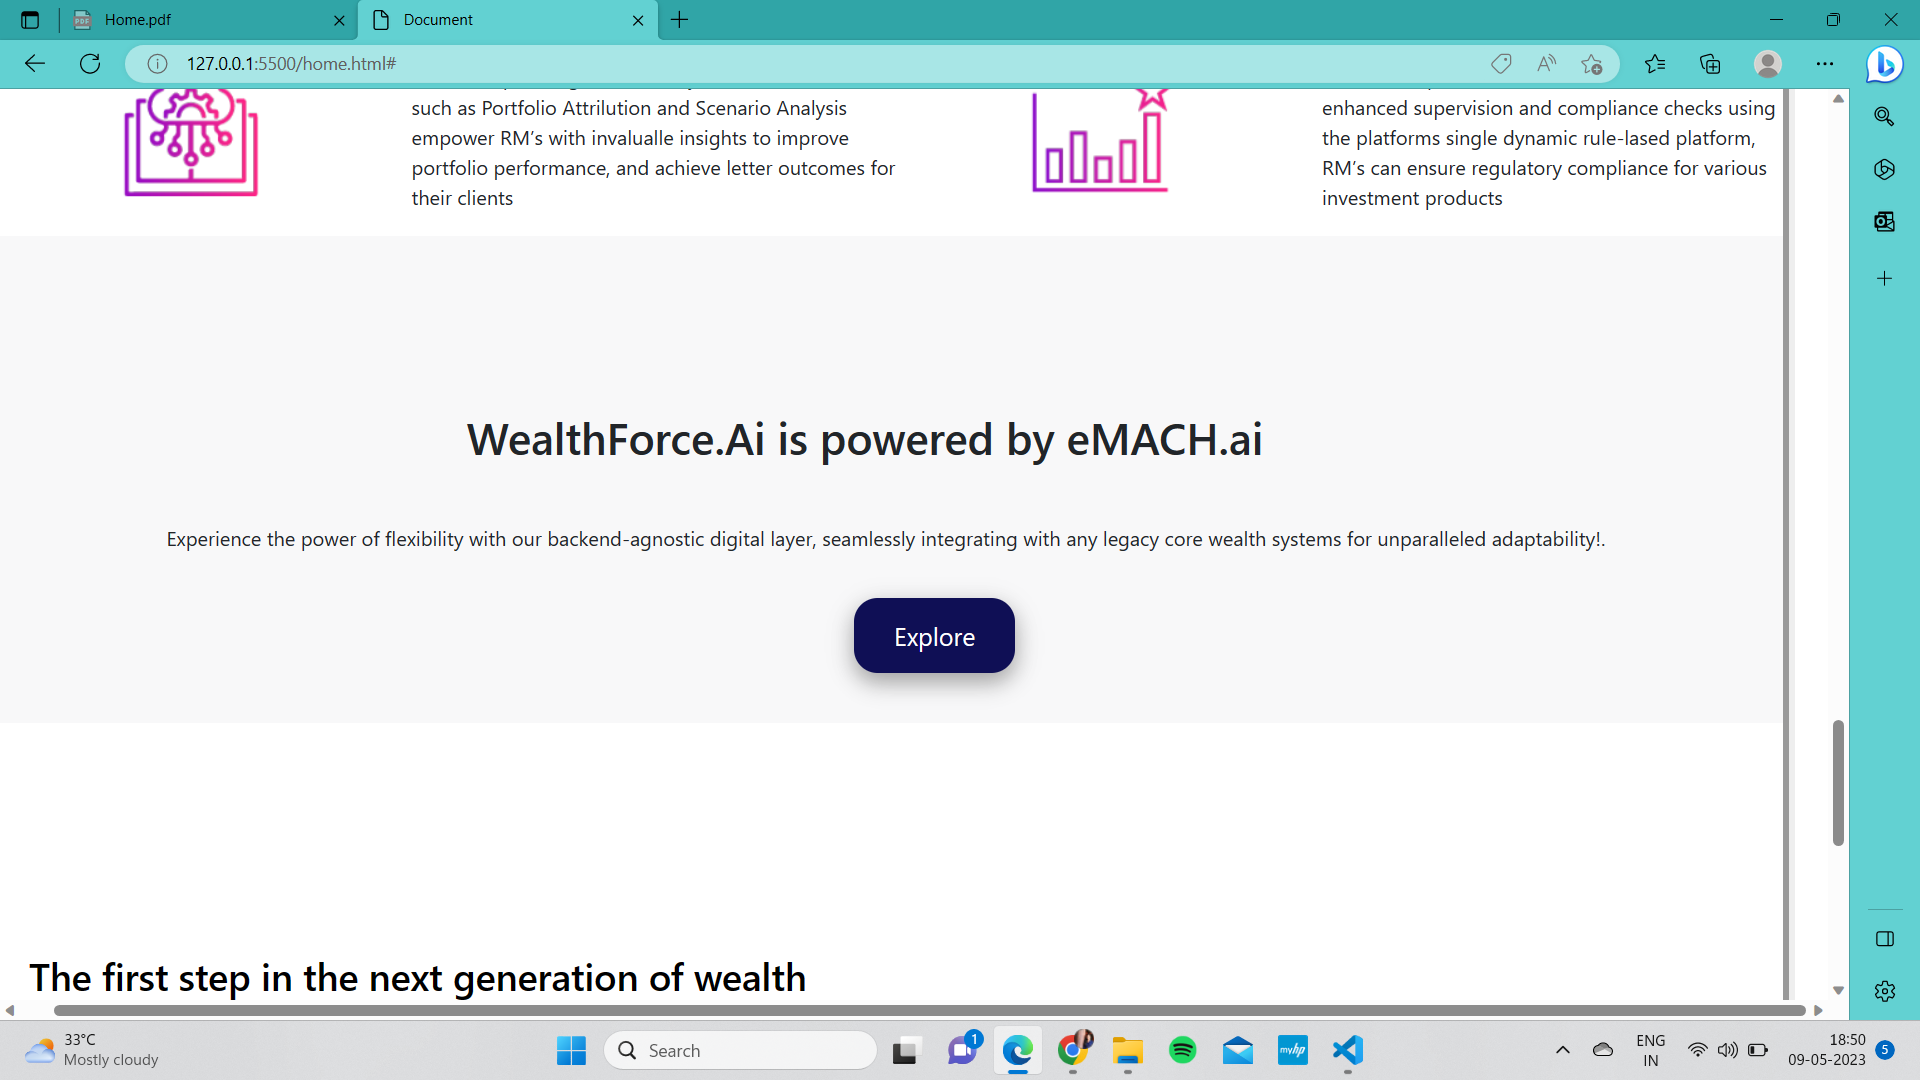 Home.pdf
Document
127.0.0.1:5500/home.html#
such as Portfolio Attrilution and Scenario Analysis
empower RM's with invalualle insights to improve
portfolio performance, and achieve letter outcomes for
their clients
enhanced supervision and compliance checks using
the platforms single dynamic rule-lased platform,
RM's can ensure regulatory compliance for various
investment products
WealthForce.Ai is powered by eMACH.ai
Experience the power of flexibility with our backend-agnostic digital layer, seamlessly integrating with any legacy core wealth systems for unparalleled adaptability!.
Explore
The first step in the next generation of wealth
33°C
Mostly cloudy
Search
1
myhp
ENG
IN
18:50
09-05-2023
5